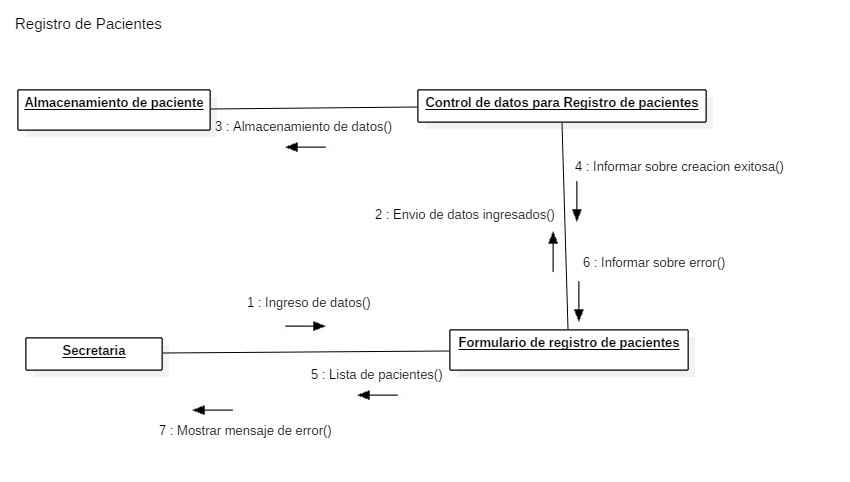 Registro de Pacientes
Almacenamiento de paciente
Control de datos para Registro de pacientes
3 : Almacenamiento de datos()
4 : Informar sobre creacion exitosa()
2 : Envio de datos ingresados()
6 : Informar sobre error()
1 : Ingreso de datos()
Secretaria
Formulario de registro de pacientes
5 : Lista de pacientes()
7 : Mostrar mensaje de error()